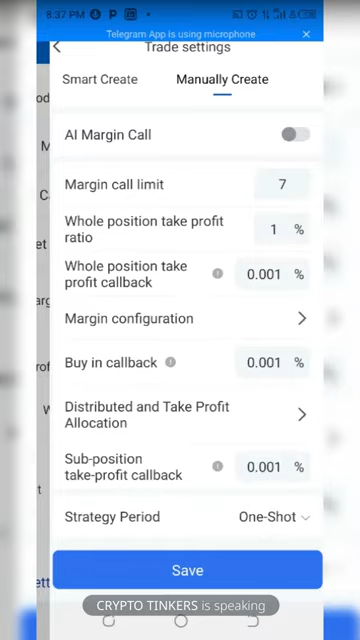 8:37 PM
Telegram App is using microphone
Trade settings
Smart Create
Manually Create
AI Margin Call
Margin call limit
7
Whole position take profit
ratio
1 %
Whole position take
profit callback
0.001 %
Margin configuration
Buy in callback
0.001 %
Distributed and Take Profit
Allocation
Sub-position
take-profit callback
0.001 %
Strategy Period
One-Shot
Save
CRYPTO TINKERS is speaking